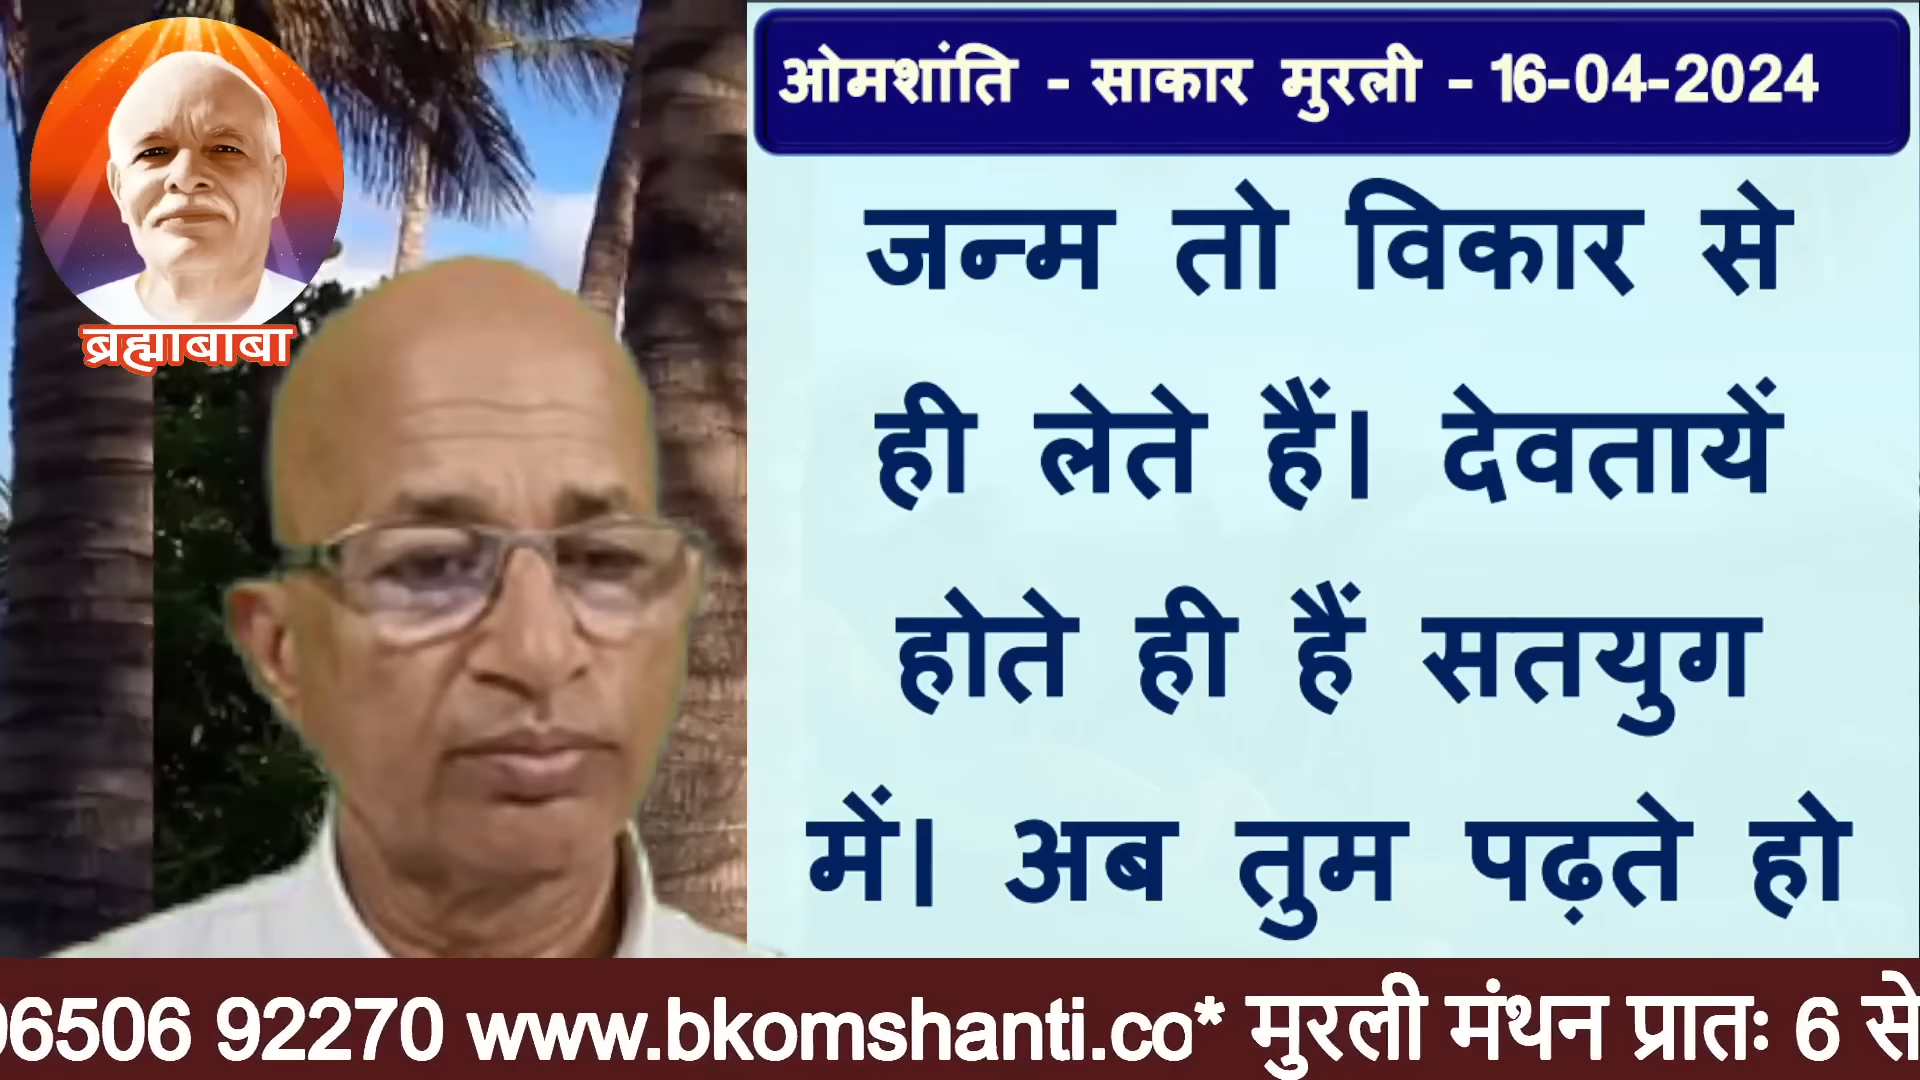 ओमशांति - साकार मुरली - 16-04-2024
जन्म तो विकार से
ही लेते हैं। देवतायें
होते ही हैं सतयुग
में। अब तुम पढ़ते हो
ब्रह्माबाबा
06506 92270 www.bkomshanti.co* मुरली मंथन प्रातः 6 से